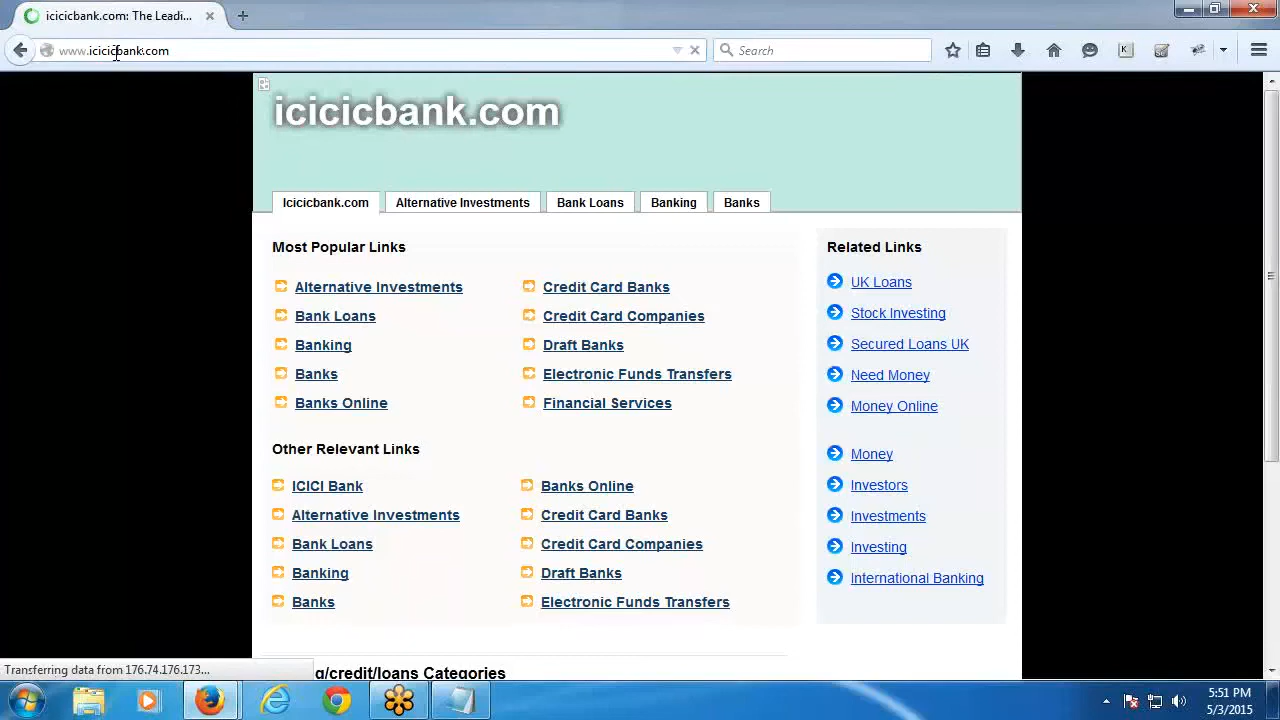 icicicbank.com: The Leadi...
www.icicicbank.com
Search
icicicbank.com
Icicicbank.com
Alternative Investments
Bank Loans
Banking
Banks
Most Popular Links
Alternative Investments
Bank Loans
Banking
Banks
Banks Online
Credit Card Banks
Credit Card Companies
Draft Banks
Electronic Funds Transfers
Financial Services
Other Relevant Links
ICICI Bank
Alternative Investments
Bank Loans
Banking
Banks
Banks Online
Credit Card Banks
Credit Card Companies
Draft Banks
Electronic Funds Transfers
Related Links
UK Loans
Stock Investing
Secured Loans UK
Need Money
Money Online
Money
Investors
Investments
Investing
International Banking
g/credit/loans Categories
Transferring data from 176.74.176.173...
5:51 PM
5/3/2015